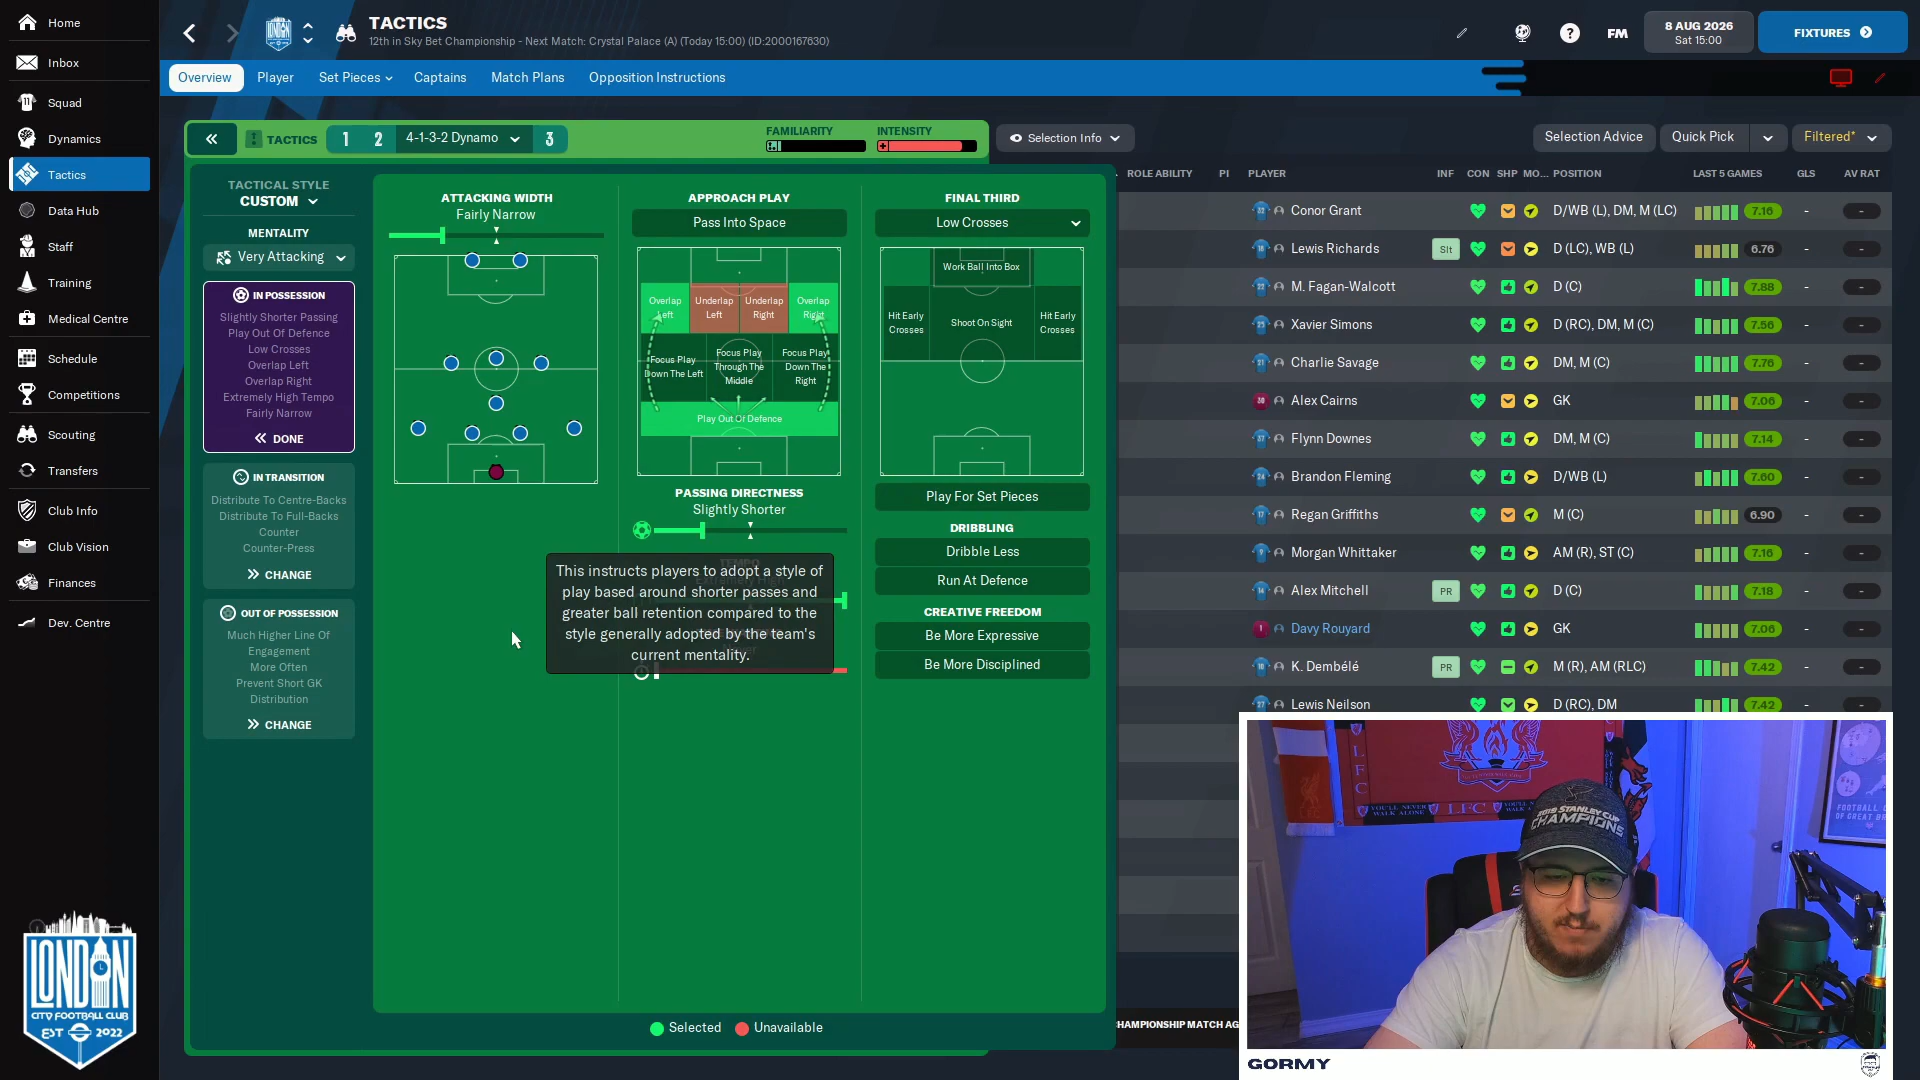 Home
Inbox
Squad
Dynamics
Tactics
Data Hub
Staff
Training
Medical Centre
Schedule
Competitions
Scouting
Transfers
Club Info
Club Vision
Finances
Dev. Centre
LONDON
CITY FOOTBALL CLUB
EST 2022
TACTICS
12th in Sky Bet Championship - Next Match: Crystal Palace (A) (Today 15:00) (ID:2000167630)
FM
8 AUG 2026
Sat 15:00
FIXTURES
Overview
Player
Set Pieces
Captains
Match Plans
Opposition Instructions
TACTICS
1
2
4-1-3-2 Dynamo
3
FAMILIARITY
INTENSITY
Selection Info
Selection Advice
Quick Pick
Filtered*
TACTICAL STYLE
CUSTOM
MENTALITY
Very Attacking
IN POSSESSION
Slightly Shorter Passing
Play Out Of Defence
Low Crosses
Overlap Left
Overlap Right
Extremely High Tempo
Fairly Narrow
DONE
IN TRANSITION
Distribute To Centre-Backs
Distribute To Full-Backs
Counter
Counter-Press
CHANGE
OUT OF POSSESSION
Much Higher Line Of
Engagement
More Often
Prevent Short GK
Distribution
CHANGE
ATTACKING WIDTH
Fairly Narrow
APPROACH PLAY
Pass Into Space
Overlap
Left
Underlap
Left
Underlap
Right
Overlap
Right
Focus Play
Down The Left
Focus Play
Through The
Middle
Focus Play
Down The
Right
Play Out Of Defence
PASSING DIRECTNESS
Slightly Shorter
This instructs players to adopt a style of
play based around shorter passes and
greater ball retention compared to the
style generally adopted by the team's
current mentality.
FINAL THIRD
Low Crosses
Work Ball Into Box
Hit Early
Crosses
Shoot On Sight
Hit Early
Crosses
Play For Set Pieces
DRIBBLING
Dribble Less
Run At Defence
CREATIVE FREEDOM
Be More Expressive
Be More Disciplined
Selected
Unavailable
ROLE ABILITY PI PLAYER INF CON SHP MO... POSITION LAST 5 GAMES GLS AV RAT
Conor Grant D/WB (L), DM, M (LC) 7.16 - -
Lewis Richards Slt D (LC), WB (L) 6.76 - -
M. Fagan-Walcott D (C) 7.88 - -
Xavier Simons D (RC), DM, M (C) 7.56 - -
Charlie Savage DM, M (C) 7.76 - -
Alex Cairns GK 7.06 - -
Flynn Downes DM, M (C) 7.14 - -
Brandon Fleming D/WB (L) 7.60 - -
Regan Griffiths M (C) 6.90 - -
Morgan Whittaker AM (R), ST (C) 7.16 - -
Alex Mitchell PR D (C) 7.18 - -
Davy Rouyard GK 7.06 - -
K. Dembélé PR M (R), AM (RLC) 7.42 - -
Lewis Neilson D (RC), DM 7.42 - -
HAMPIONSHIP MATCH AG
LFC
YOU'LL NEVER WALK ALONE
LFC
2019 STANLEY CUP
CHAMPIONS
GORMY